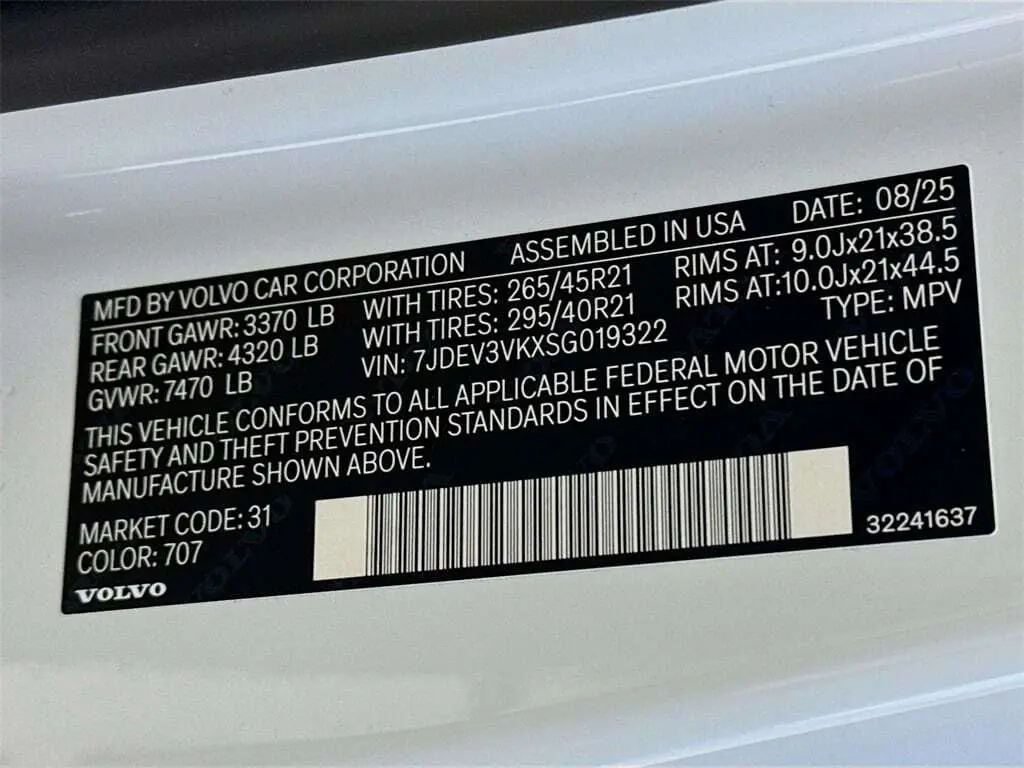 MFD BY VOLVO CAR CORPORATION ASSEMBLED IN USA DATE: 08/25
FRONT GAWR: 3370 LB WITH TIRES: 265/45R21 RIMS AT: 9.0Jx21x38.5
REAR GAWR: 4320 LB WITH TIRES: 295/40R21 RIMS AT:10.0Jx21x44.5
GVWR: 7470 LB VIN: 7JDEV3VKXSG019322 TYPE: MPV
THIS VEHICLE CONFORMS TO ALL APPLICABLE FEDERAL MOTOR VEHICLE
SAFETY AND THEFT PREVENTION STANDARDS IN EFFECT ON THE DATE OF
MANUFACTURE SHOWN ABOVE.
MARKET CODE: 31
COLOR: 707
VOLVO
32241637